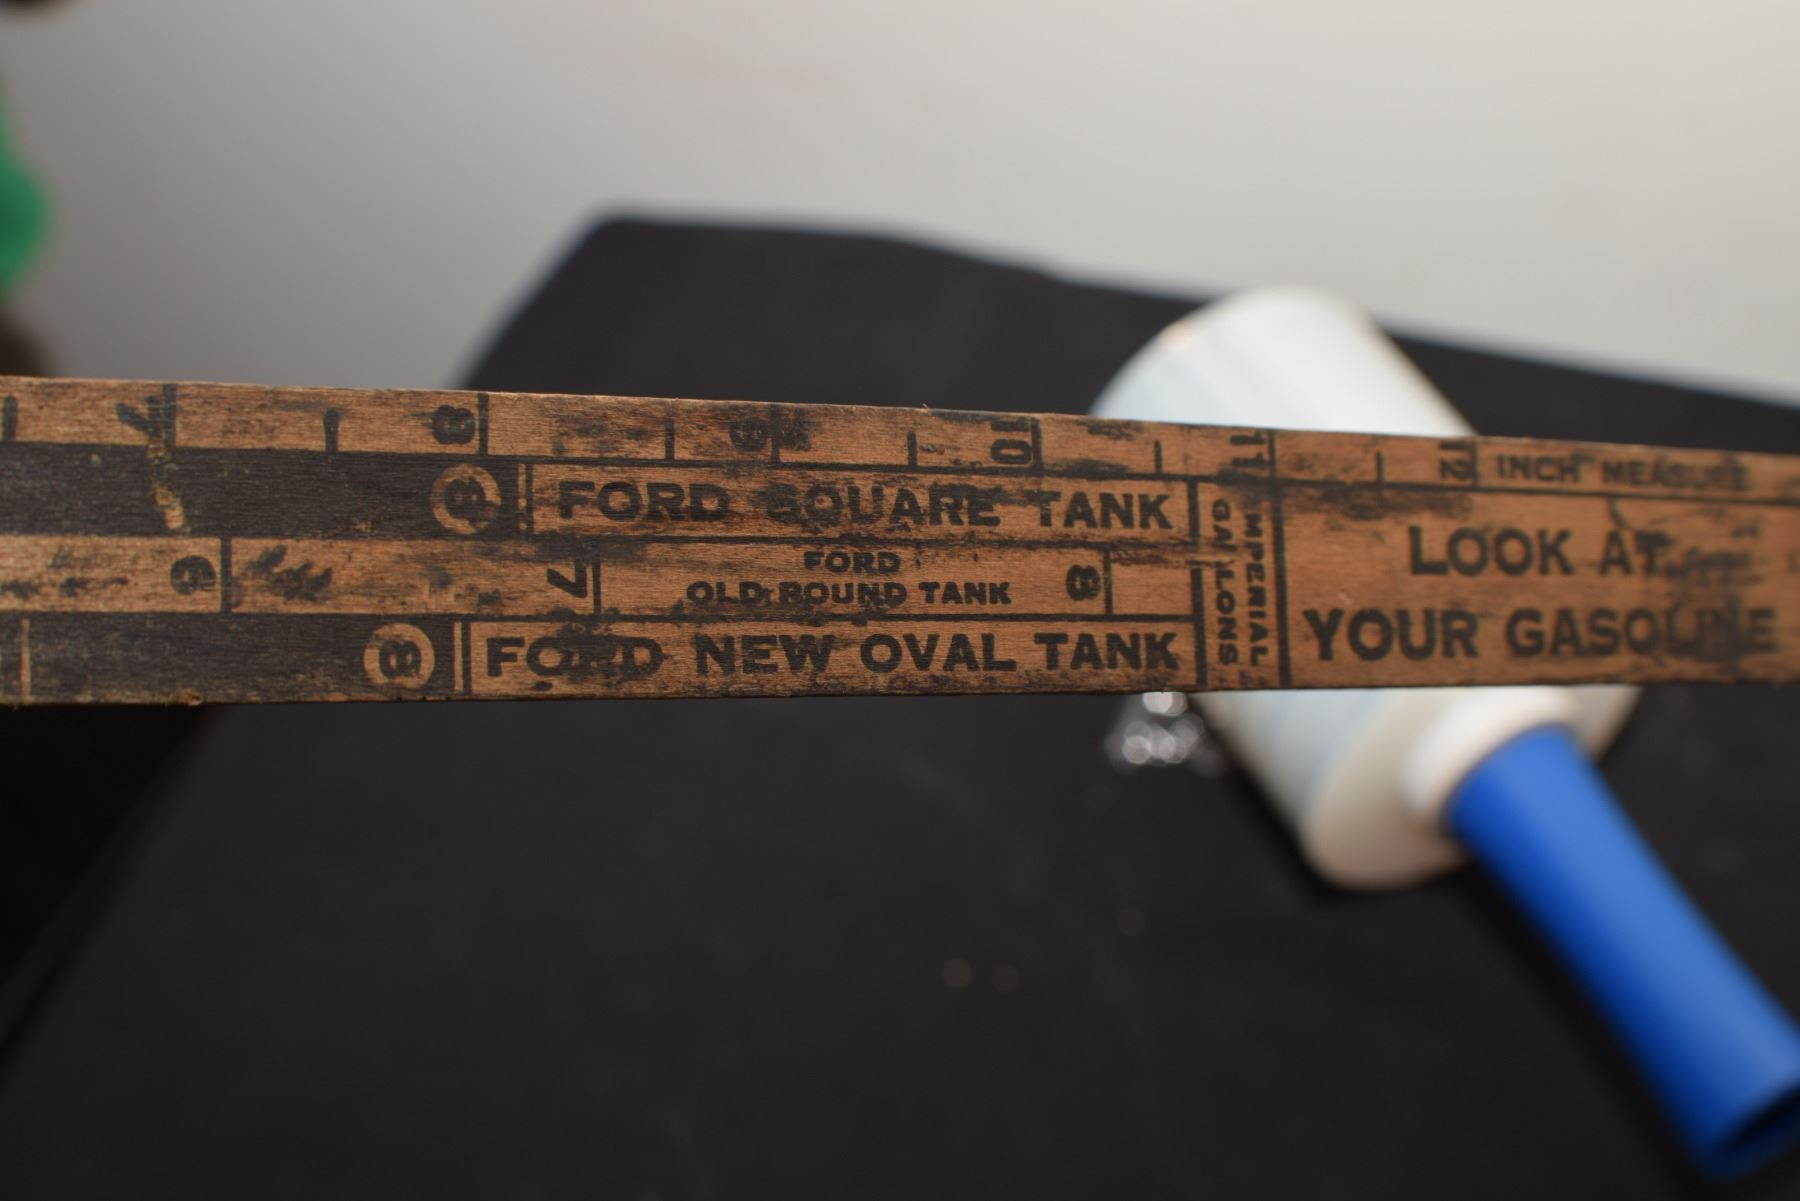 7 8 9 10 11 12 INCH MEASURE
8 FORD SQUARE TANK
6 7 FORD 8
OLD ROUND TANK
8 FORD NEW OVAL TANK
IMPERIAL
GALLONS
LOOK AT
YOUR GASOLINE